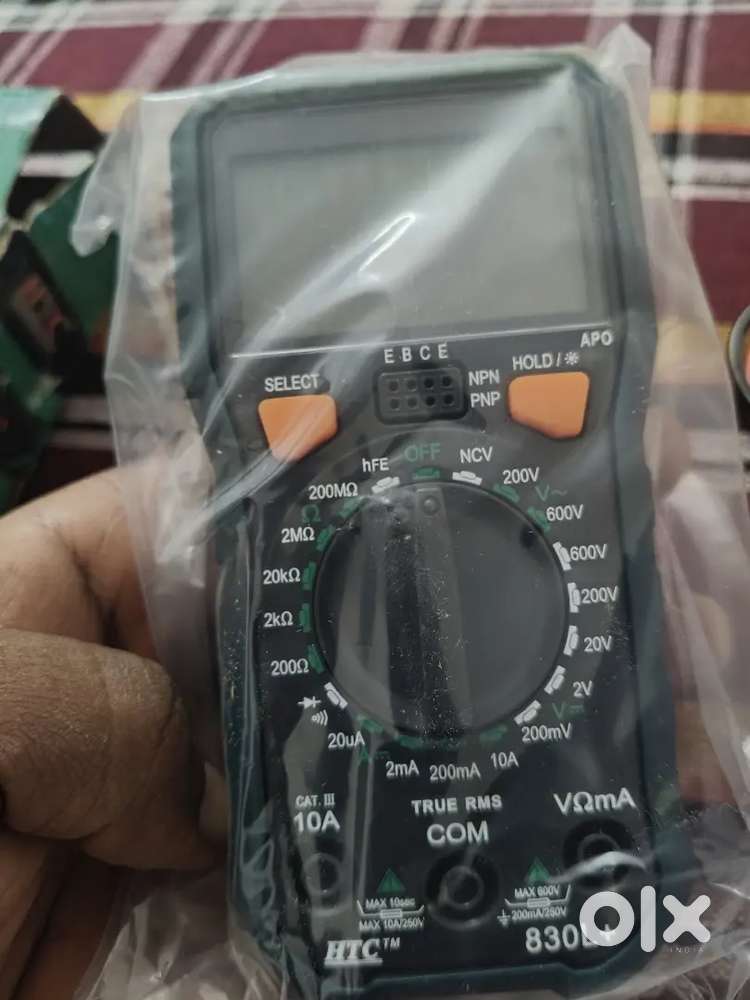 APO
E B C E
SELECT
NPN
PNP
HOLD / ☼
OFF
hFE
NCV
200MΩ
200V
Ω
V~
2MΩ
600V
20kΩ
600V
2kΩ
200V
200Ω
20V
2V
V⎓
20uA
200mV
2mA
200mA
10A
CAT. III
10A
TRUE RMS
COM
VΩmA
MAX 10sec
MAX 10A/250V
MAX 600V
200mA/250V
HTC™
olx
INDIA